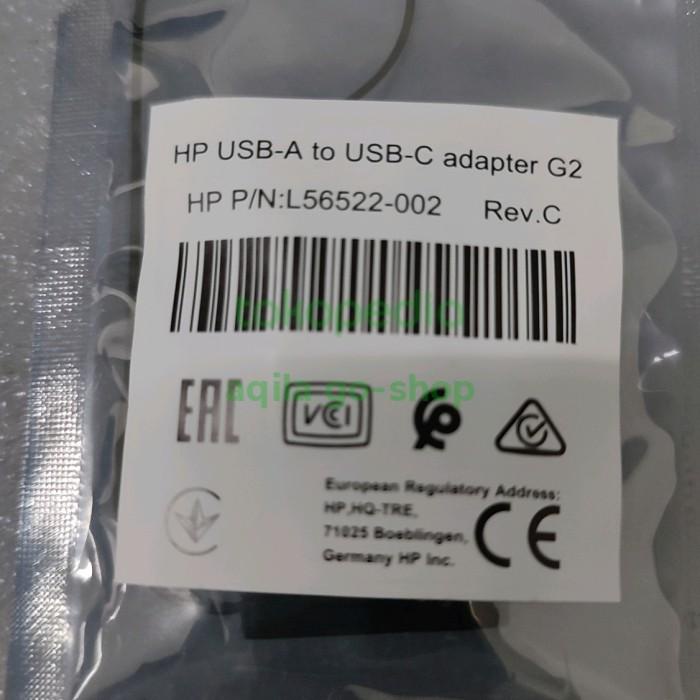 HP USB-A to USB-C adapter G2
HP P/N:L56522-002 Rev.C
tokopedia
aqila go-shop
EAC
VCCI
European Regulatory Address:
HP,HQ-TRE,
71025 Boeblingen,
Germany HP Inc.
CE